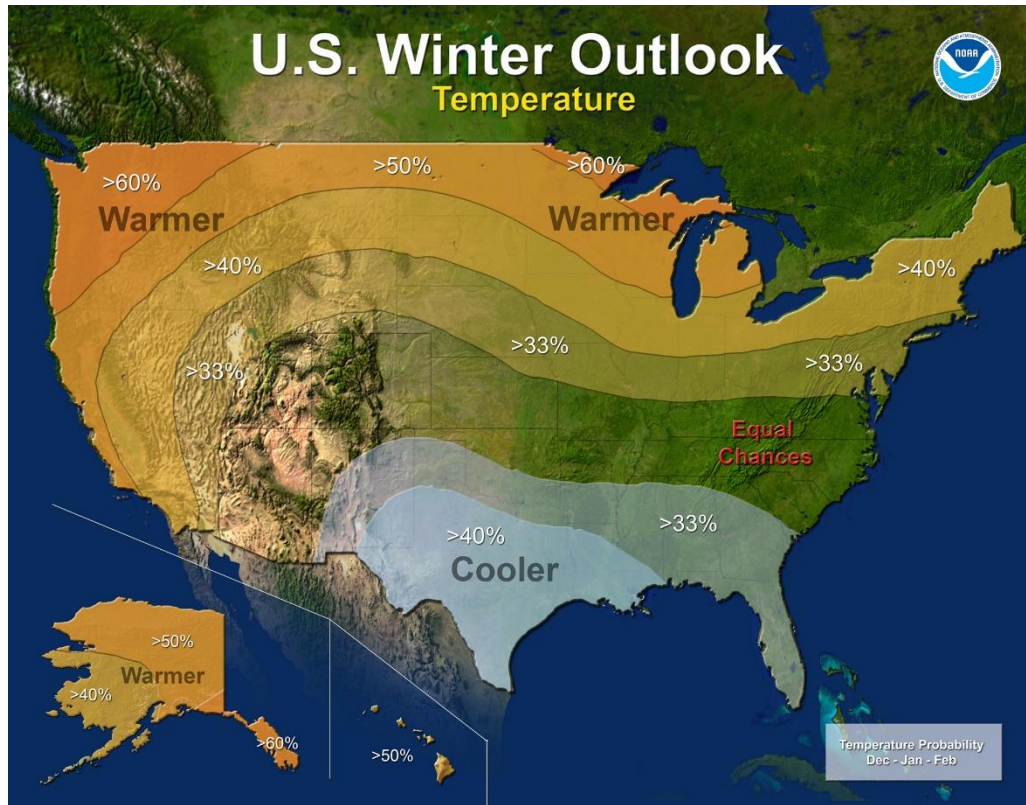 U.S. Winter Outlook
Temperature
NOAA
>60%
>50%
>60%
Warmer
Warmer
>40%
>40%
>33%
>33%
>33%
Equal
Chances
>40%
>33%
Cooler
>50%
Warmer
>40%
>60%
>50%
Temperature Probability
Dec - Jan - Feb